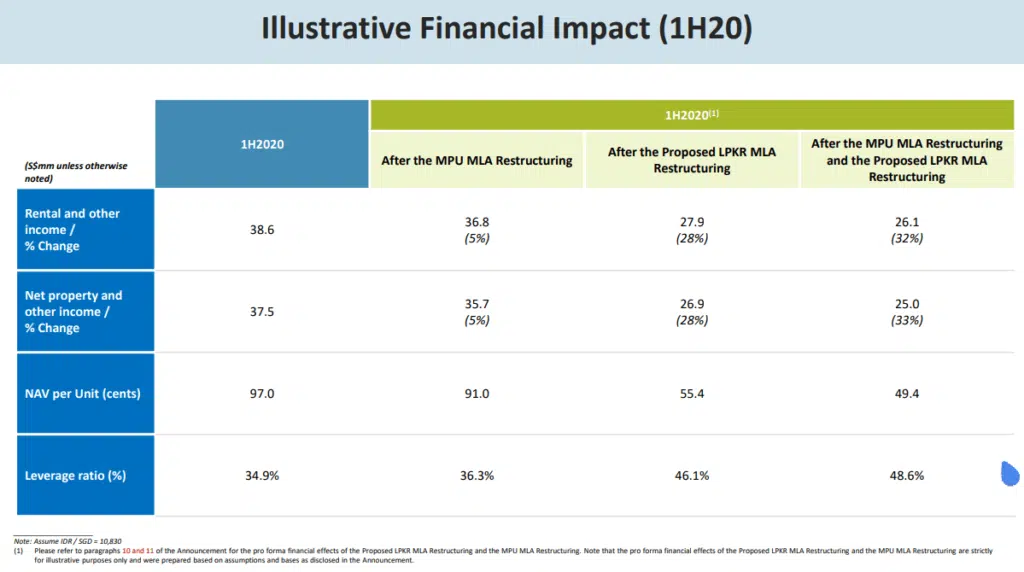 Illustrative Financial Impact (1H20)
(S$mm unless otherwise
noted)
1H2020
1H2020(1)
After the MPU MLA Restructuring
After the Proposed LPKR MLA
Restructuring
After the MPU MLA Restructuring
and the Proposed LPKR MLA
Restructuring
Rental and other
income /
% Change
38.6
36.8
(5%)
27.9
(28%)
26.1
(32%)
Net property and
other income /
% Change
37.5
35.7
(5%)
26.9
(28%)
25.0
(33%)
NAV per Unit (cents)
97.0
91.0
55.4
49.4
Leverage ratio (%)
34.9%
36.3%
46.1%
48.6%
Note: Assume IDR / SGD = 10,830
(1) Please refer to paragraphs 10 and 11 of the Announcement for the pro forma financial effects of the Proposed LPKR MLA Restructuring and the MPU MLA Restructuring. Note that the pro forma financial effects of the Proposed LPKR MLA Restructuring and the MPU MLA Restructuring are strictly
for illustrative purposes only and were prepared based on assumptions and bases as disclosed in the Announcement.